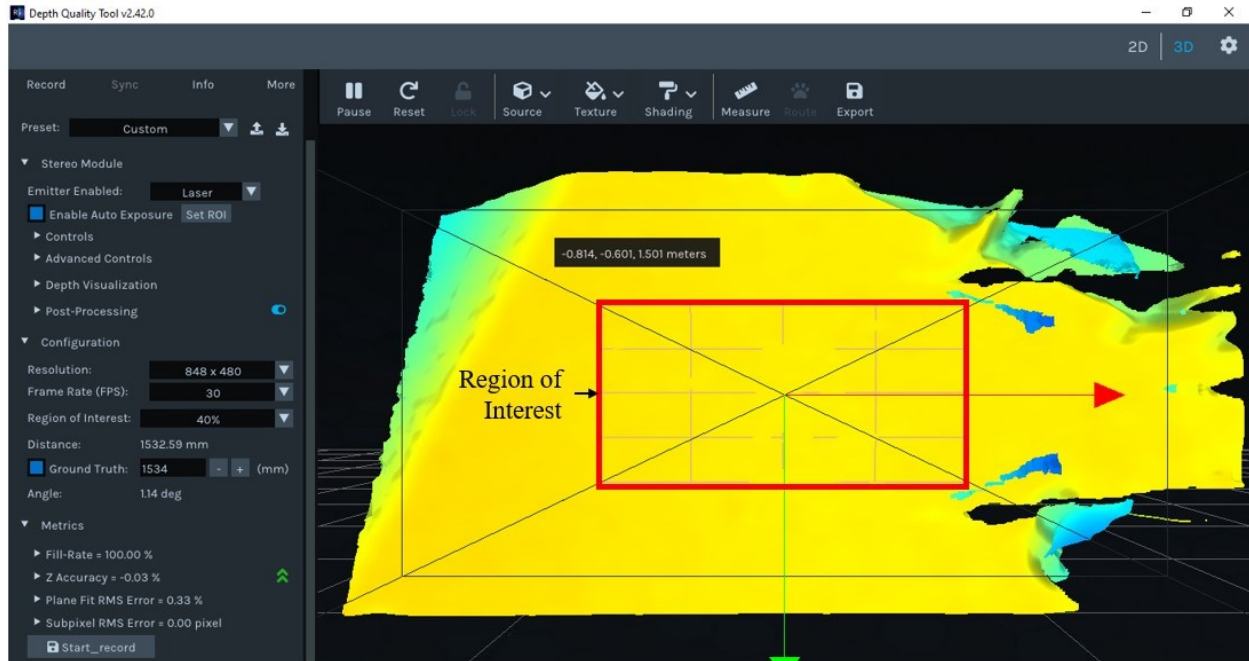 Depth Quality Tool v2.42.0
2D 3D
Record Sync Info More
Pause Reset Lock Source Texture Shading Measure Route Export
Preset: Custom
Stereo Module
Emitter Enabled: Laser
Enable Auto Exposure Set ROI
Controls
Advanced Controls
Depth Visualization
Post-Processing
Configuration
Resolution: 848 x 480
Frame Rate (FPS): 30
Region of Interest: 40%
Distance: 1532.59 mm
Ground Truth: 1534 - + (mm)
Angle: 1.14 deg
Metrics
Fill-Rate = 100.00 %
Z Accuracy = -0.03 %
Plane Fit RMS Error = 0.33 %
Subpixel RMS Error = 0.00 pixel
Start_record
-0.814, -0.601, 1.501 meters
Region of
Interest